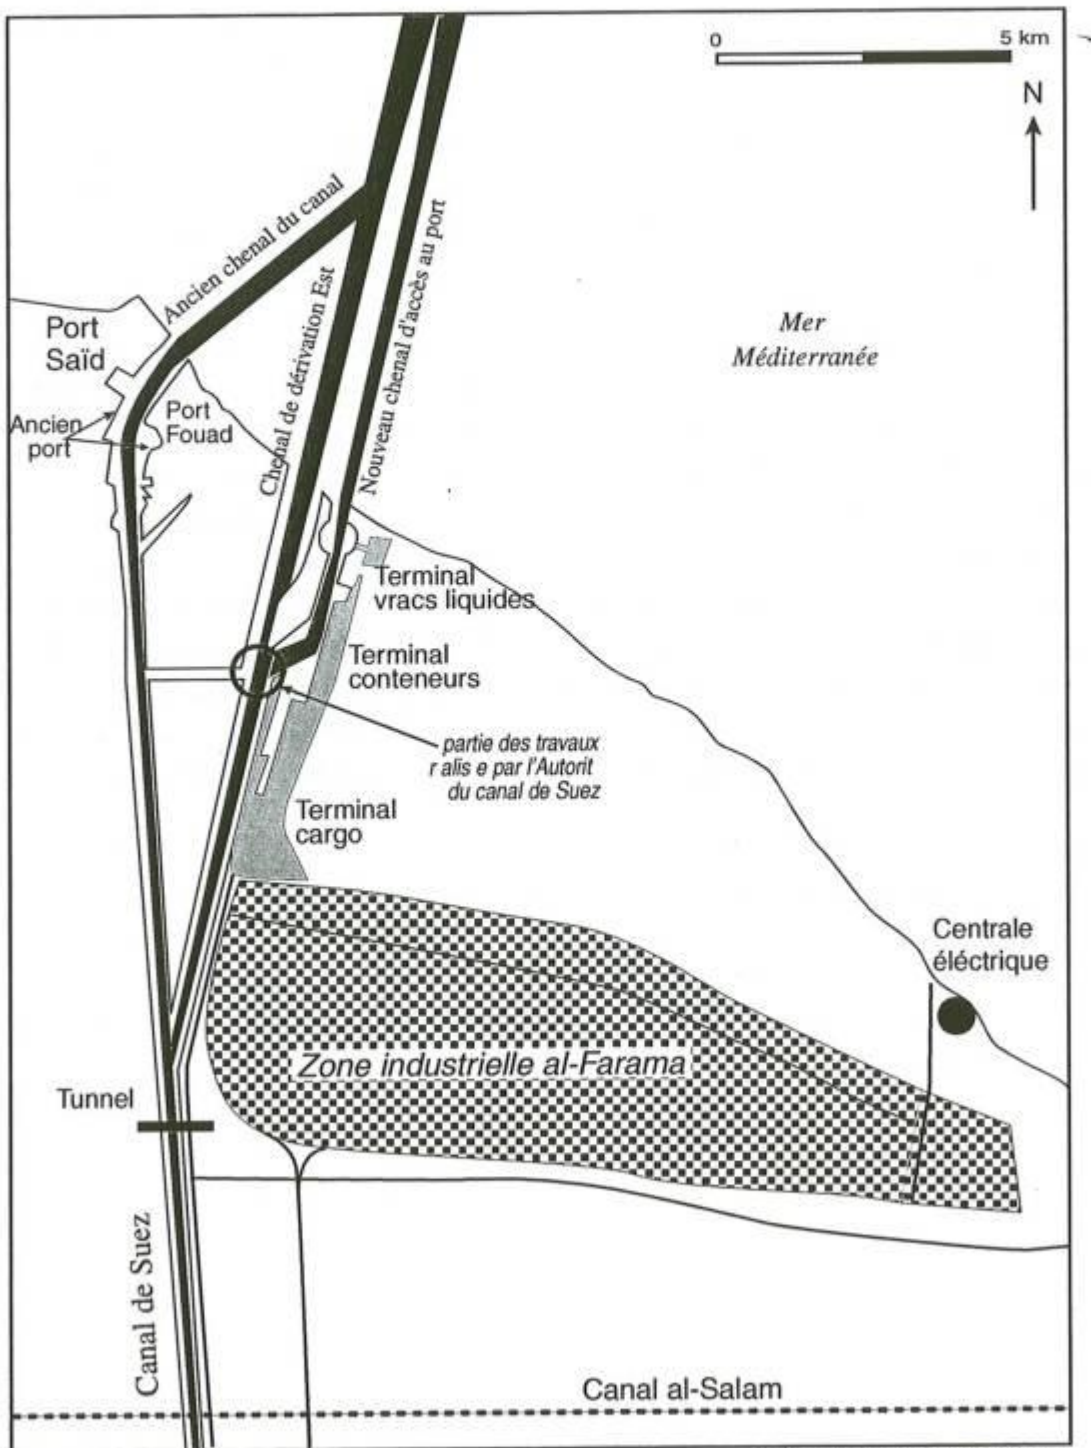 0 5 km
N
Ancien chenal du canal
Chenal de dérivation Est
Nouveau chenal d'accès au port
Port
Saïd
Mer
Méditerranée
Ancien
port
Port
Fouad
Terminal
vracs liquides
Terminal
conteneurs
partie des travaux
r alis e par l'Autorit
du canal de Suez
Terminal
cargo
Centrale
éléctrique
Zone industrielle al-Farama
Tunnel
Canal de Suez
Canal al-Salam